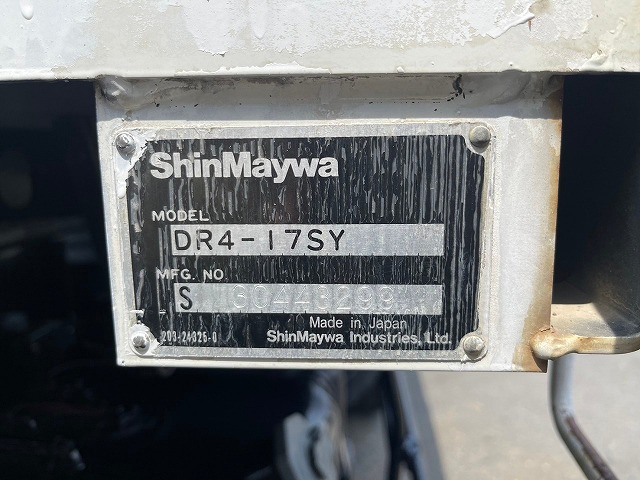 ShinMaywa
MODEL
DR4-17SY
MFG. NO
S
Made in Japan
ShinMaywa Industries, Ltd.